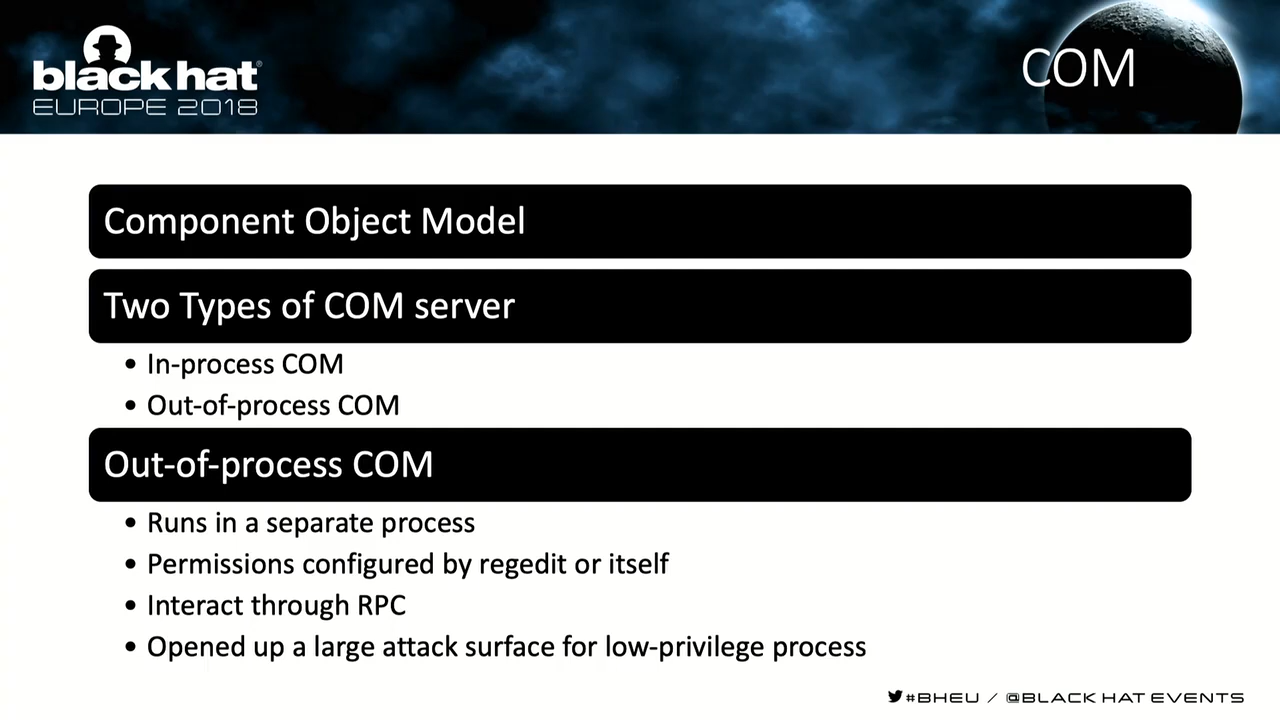 black hat®
EUROPE 2018
COM
Component Object Model
Two Types of COM server
• In-process COM
• Out-of-process COM
Out-of-process COM
• Runs in a separate process
• Permissions configured by regedit or itself
• Interact through RPC
• Opened up a large attack surface for low-privilege process
#BHEU / @BLACK HAT EVENTS